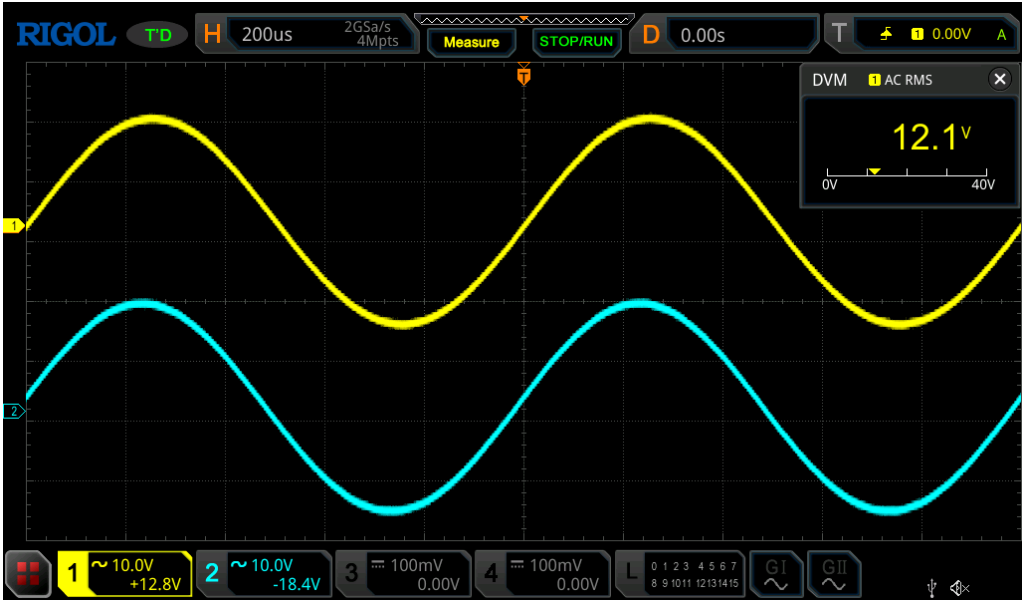 RIGOL T'D H 200us 2GSa/s 4Mpts Measure STOP/RUN D 0.00s T 1 0.00V A
T
DVM 1 AC RMS
12.1V
0V 40V
1
2
1 10.0V +12.8V 2 10.0V -18.4V 3 100mV 0.00V 4 100mV 0.00V L 0 1 2 3 4 5 6 7 8 9 10 11 12 13 14 15 GI GII